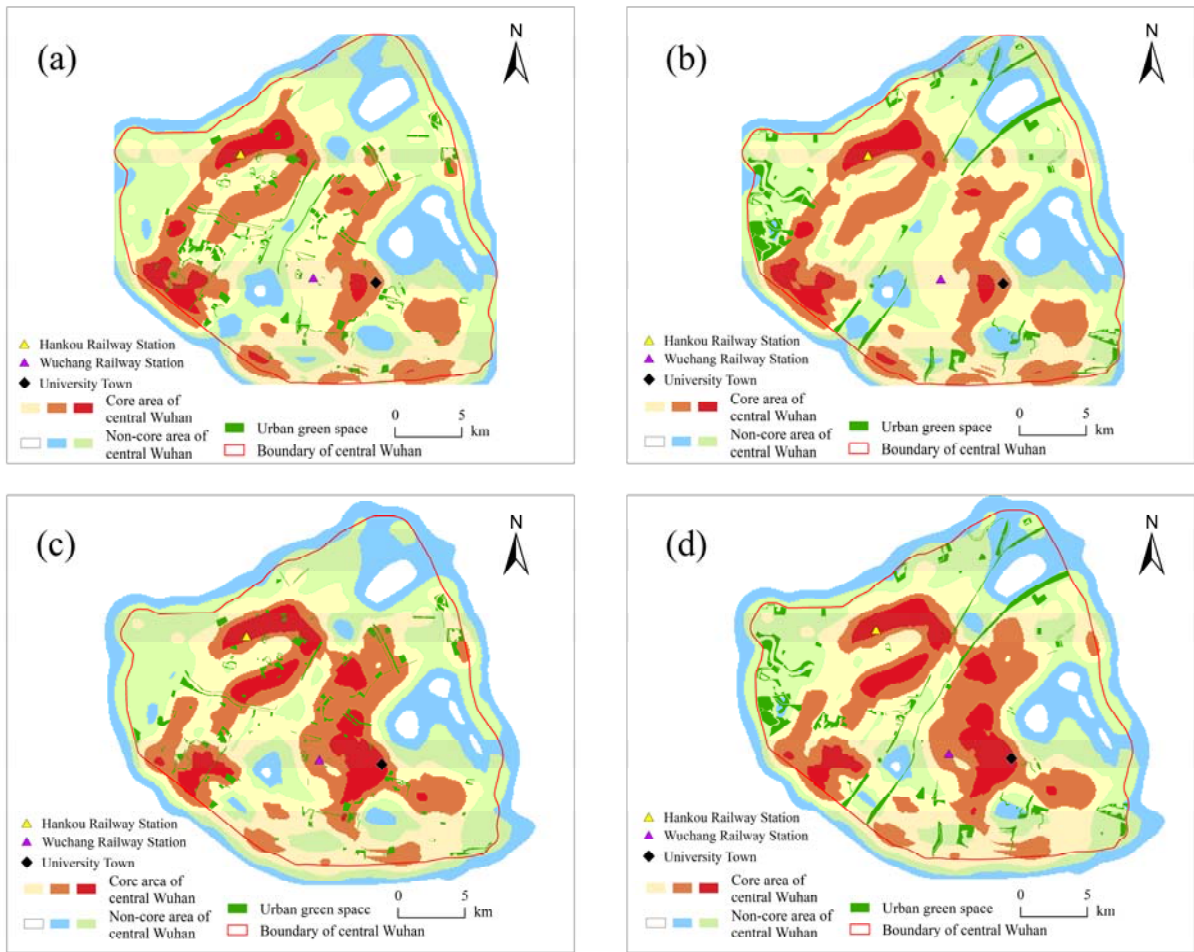 (a)
N
Hankou Railway Station
Wuchang Railway Station
University Town
Core area of
central Wuhan
Non-core area of
central Wuhan
Urban green space
Boundary of central Wuhan
0 5
km
(b)
N
Hankou Railway Station
Wuchang Railway Station
University Town
Core area of
central Wuhan
Non-core area of
central Wuhan
Urban green space
Boundary of central Wuhan
0 5
km
(c)
N
Hankou Railway Station
Wuchang Railway Station
University Town
Core area of
central Wuhan
Non-core area of
central Wuhan
Urban green space
Boundary of central Wuhan
0 5
km
(d)
N
Hankou Railway Station
Wuchang Railway Station
University Town
Core area of
central Wuhan
Non-core area of
central Wuhan
Urban green space
Boundary of central Wuhan
0 5
km